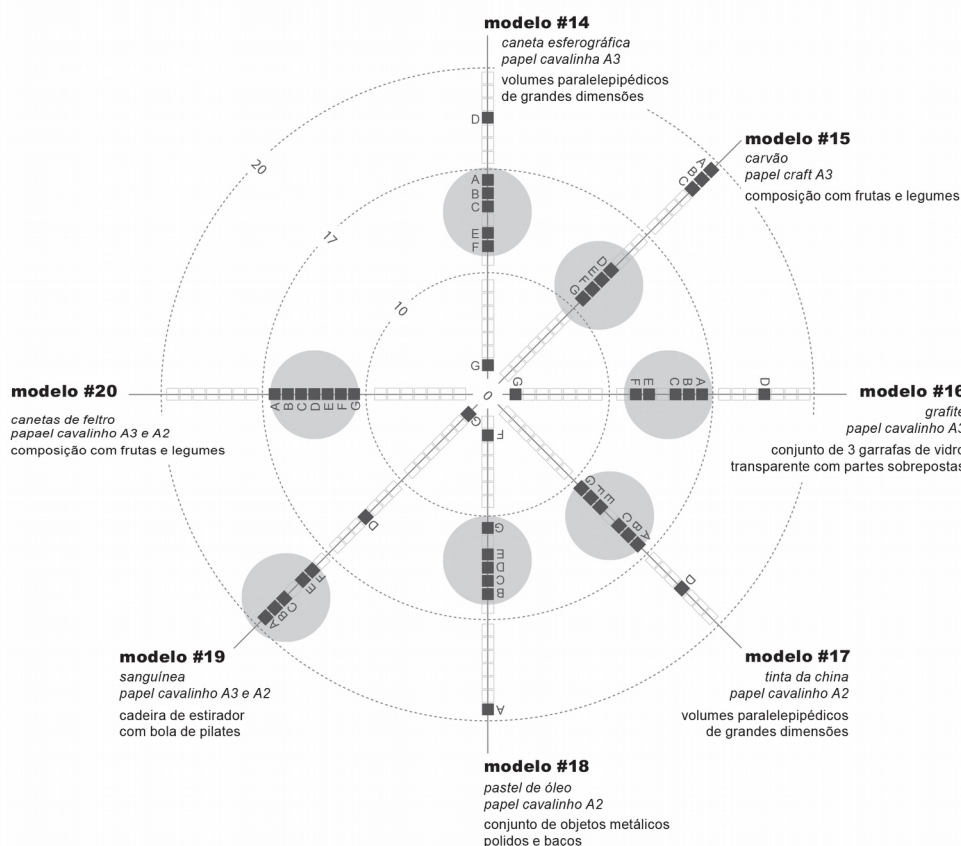 modelo #14
caneta esferográfica
papel cavalinha A3
volumes paralelepipédicos
de grandes dimensões
modelo #15
carvão
papel craft A3
composição com frutas e legumes
modelo #16
grafite
papel cavalinho A3
conjunto de 3 garrafas de vidro
transparente com partes sobrepostas
modelo #17
tinta da china
papel cavalinho A2
volumes paralelepipédicos
de grandes dimensões
modelo #18
pastel de óleo
papel cavalinho A2
conjunto de objetos metálicos
polidos e baços
modelo #19
sanguínea
papel cavalinho A3 e A2
cadeira de estirador
com bola de pilates
modelo #20
canetas de feltro
papael cavalinho A3 e A2
composição com frutas e legumes
20
17
10
0
D
A
B
C
E
F
G
A
B
C
D
E
F
G
G
F
E
C
B
A
D
G
F
E
C
B
A
D
F
G
E
D
C
B
A
G
D
F
E
C
B
A
A
B
C
D
E
F
G